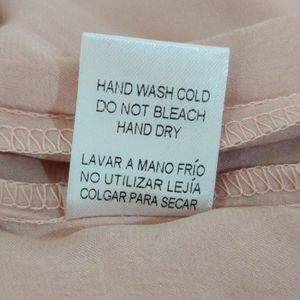 HAND WASH COLD
DO NOT BLEACH
HAND DRY
LAVAR A MANO FRÍO
NO UTILIZAR LEJÍA
COLGAR PARA SECAR